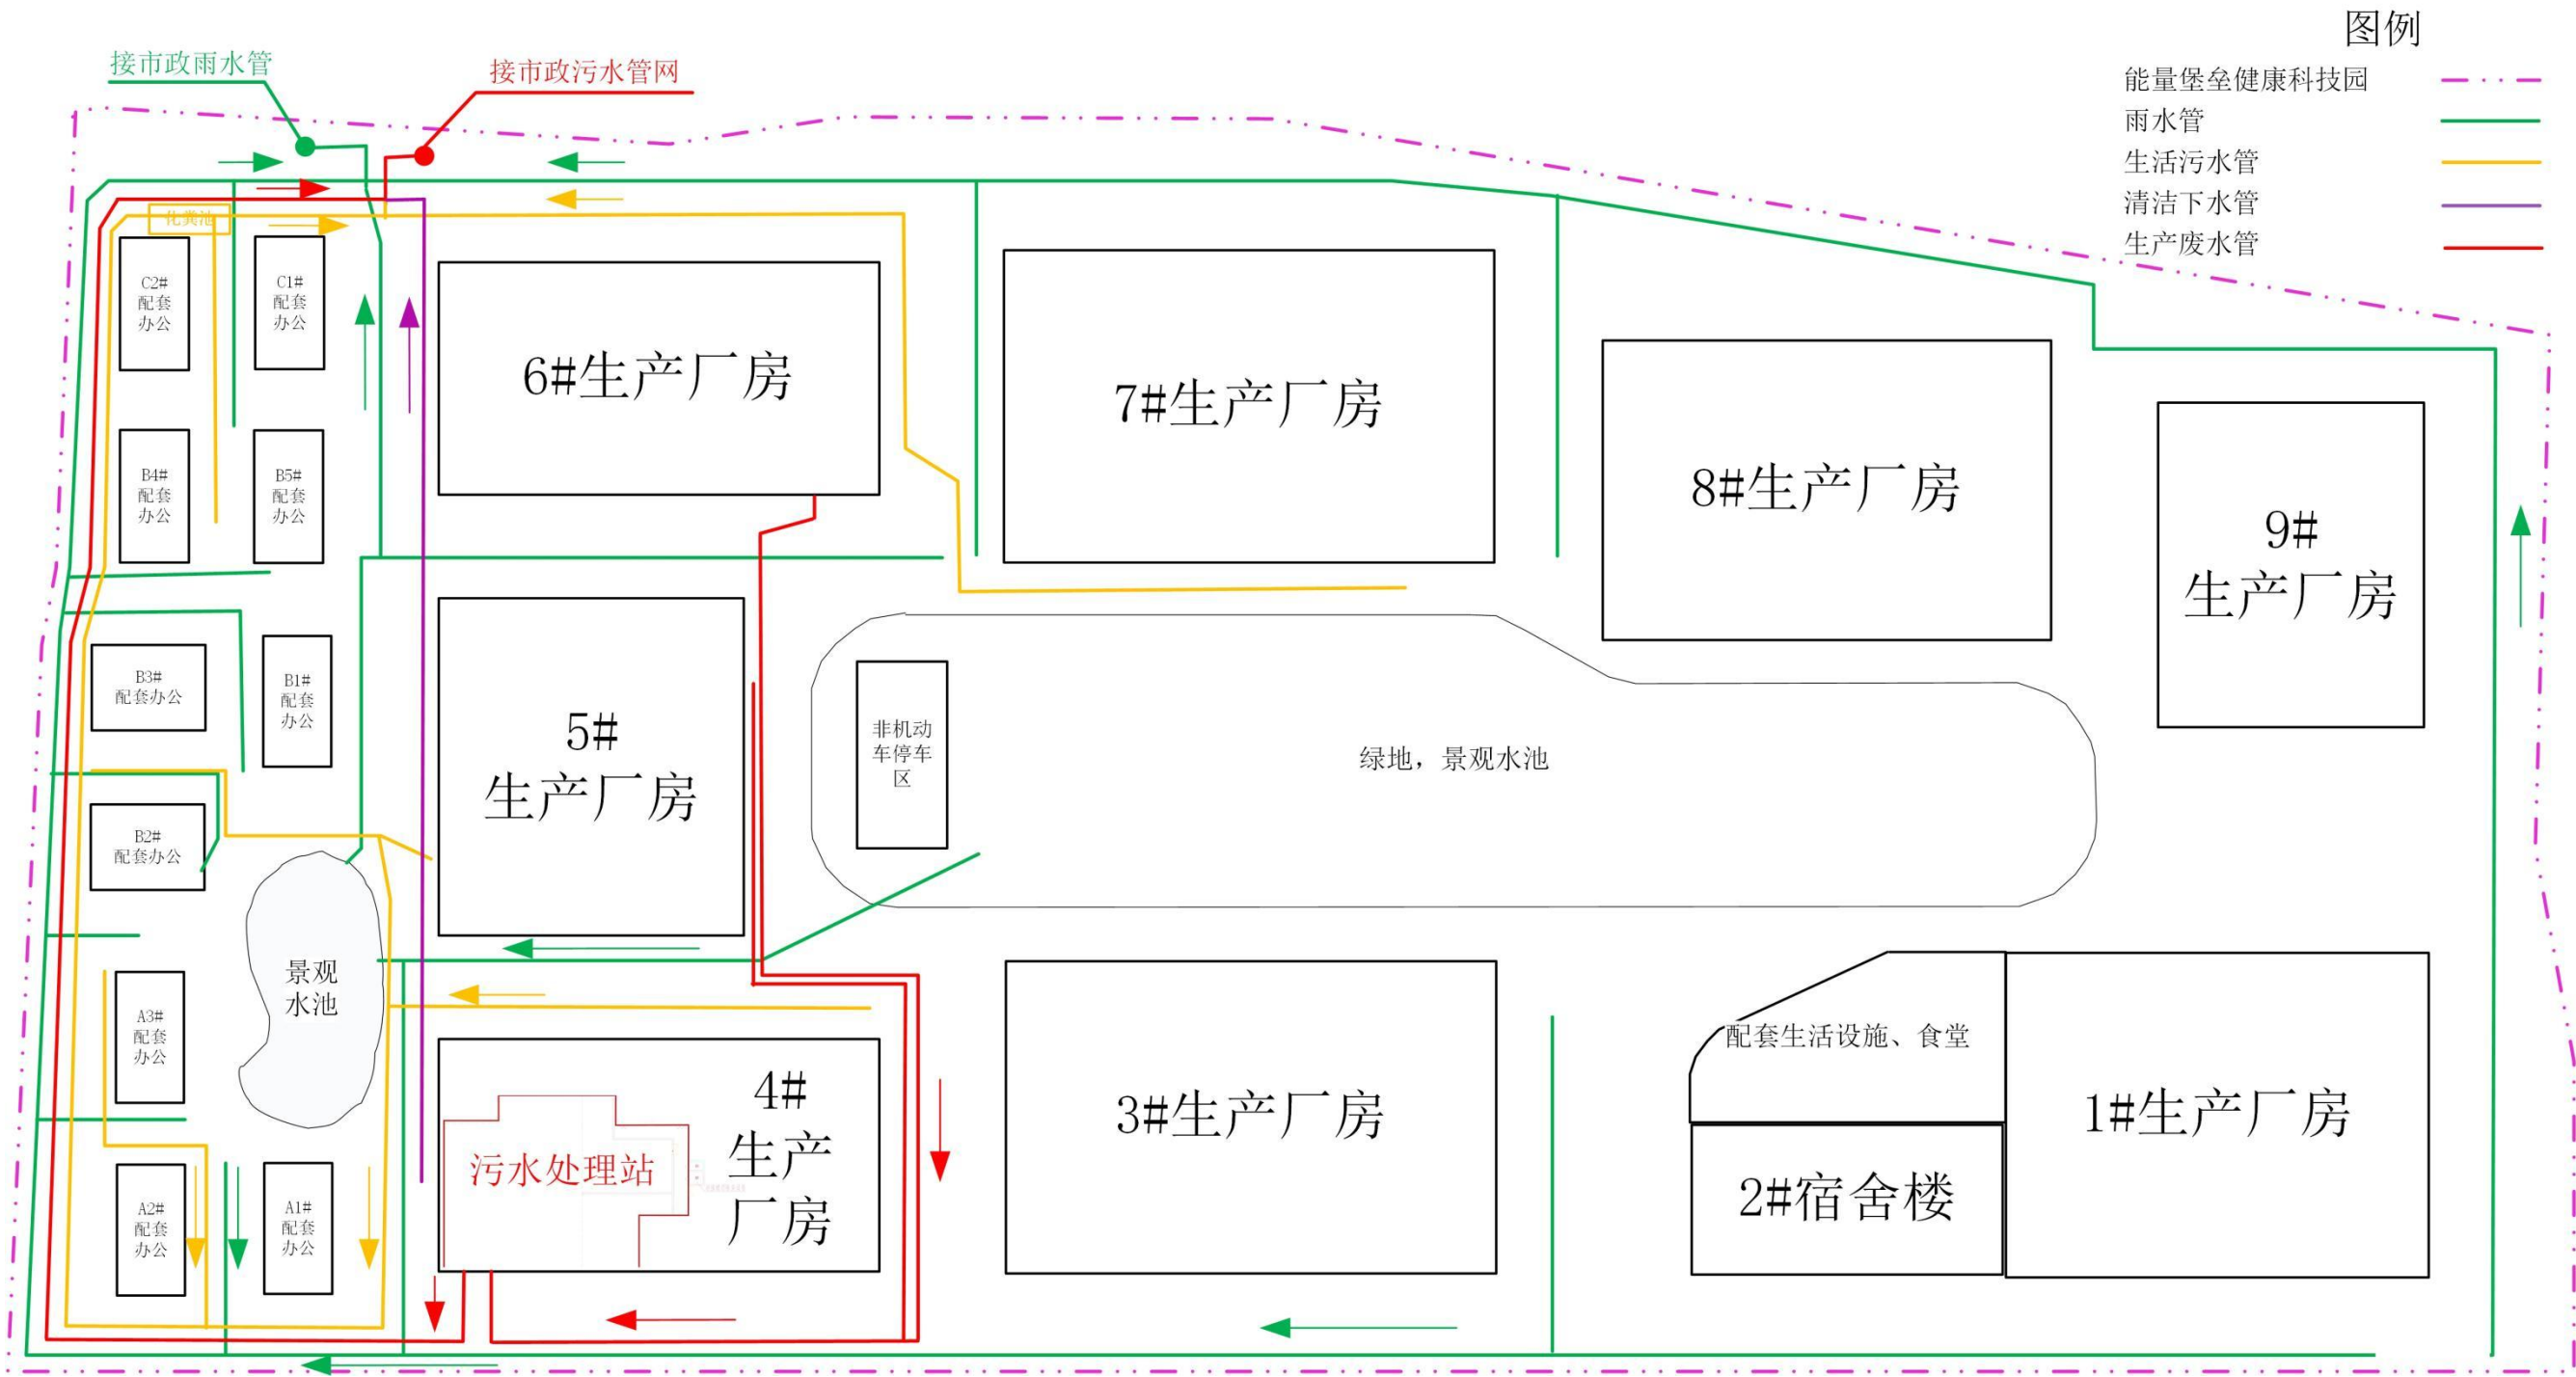 图例
能量堡垒健康科技园
雨水管
生活污水管
清洁下水管
生产废水管
接市政雨水管
接市政污水管网
化粪池
C2#
配套
办公
C1#
配套
办公
6#生产厂房
7#生产厂房
8#生产厂房
9#
生产厂房
B4#
配套
办公
B5#
配套
办公
B3#
配套办公
B1#
配套
办公
5#
生产厂房
非机动
车停车
区
绿地，景观水池
B2#
配套办公
景观
水池
A3#
配套
办公
4#
生产
厂房
污水处理站
3#生产厂房
配套生活设施、食堂
1#生产厂房
2#宿舍楼
A2#
配套
办公
A1#
配套
办公